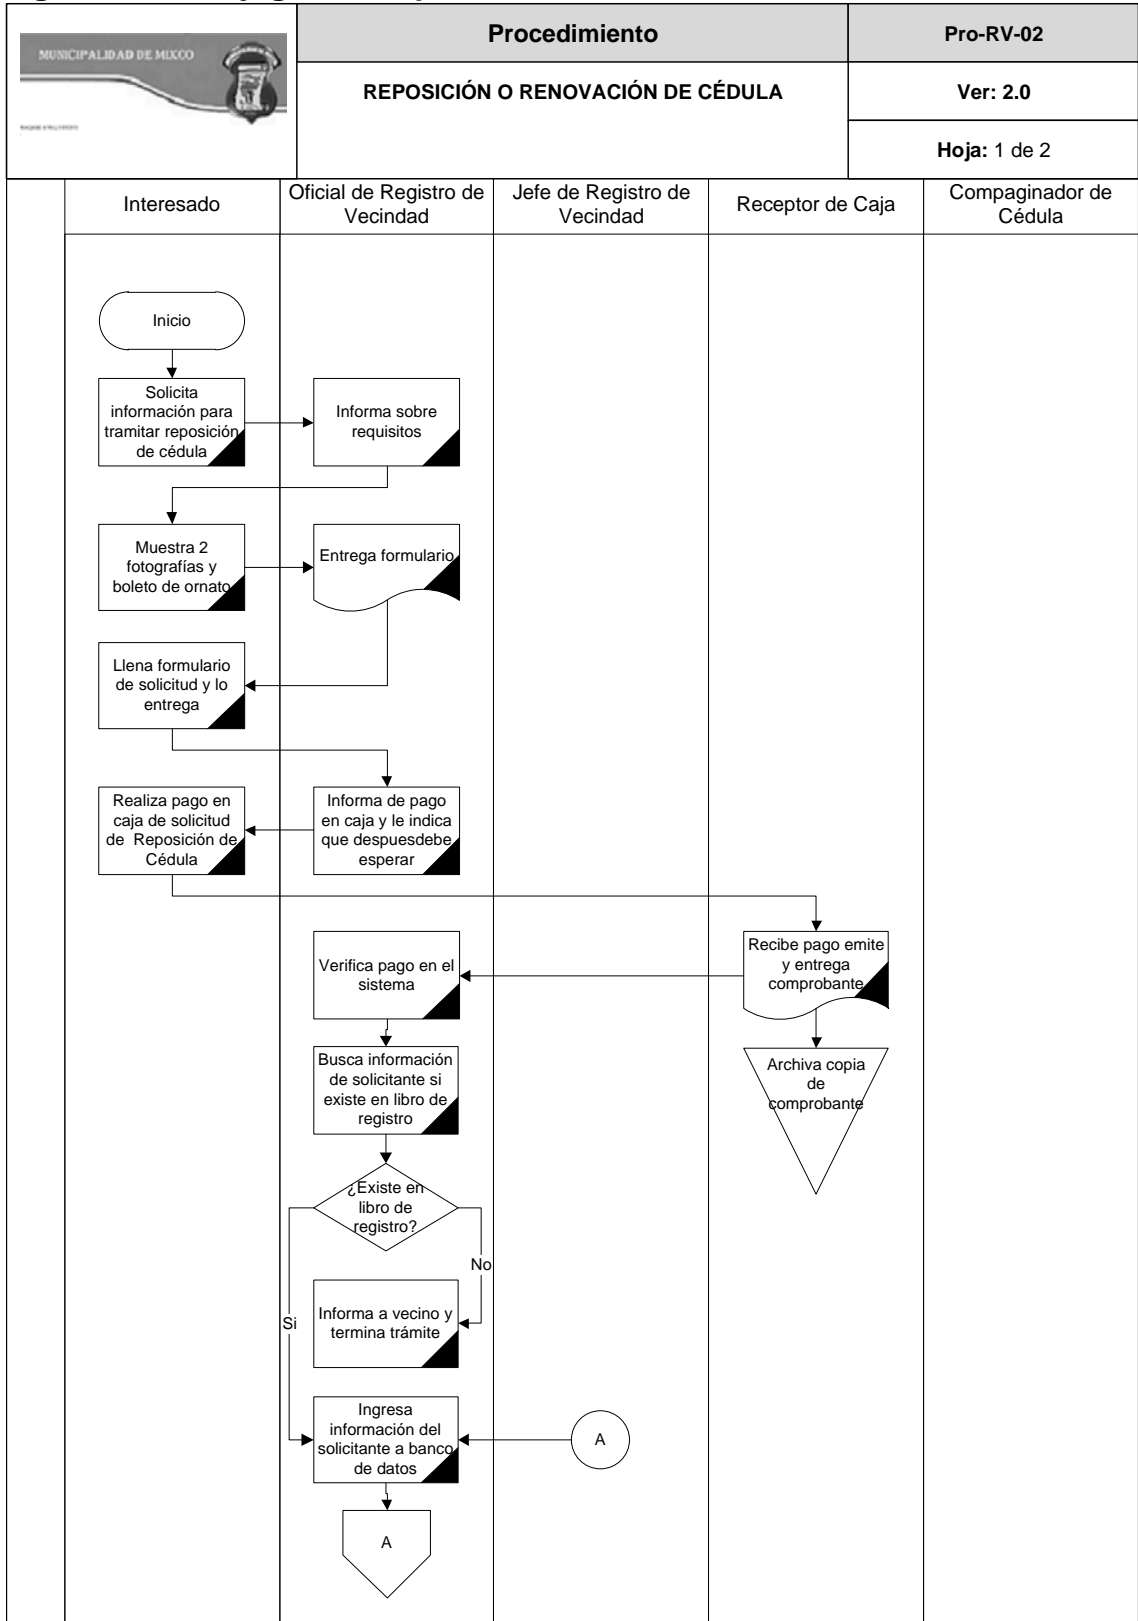 MUNICIPALIDAD DE MIXCO
Procedimiento
Pro-RV-02
REPOSICIÓN O RENOVACIÓN DE CÉDULA
Ver: 2.0
Hoja: 1 de 2
Interesado
Oficial de Registro de
Vecindad
Jefe de Registro de
Vecindad
Receptor de Caja
Compaginador de
Cédula
Inicio
Solicita
información para
tramitar reposición
de cédula
Informa sobre
requisitos
Muestra 2
fotografías y
boleto de ornato
Entrega formulario
Llena formulario
de solicitud y lo
entrega
Realiza pago en
caja de solicitud
de Reposición de
Cédula
Informa de pago
en caja y le indica
que despuesdebe
esperar
Recibe pago emite
y entrega
comprobante
Verifica pago en el
sistema
Archiva copia
de
comprobante
Busca información
de solicitante si
existe en libro de
registro
¿Existe en
libro de
registro?
No
Si
Informa a vecino y
termina trámite
Ingresa
información del
solicitante a banco
de datos
A
A